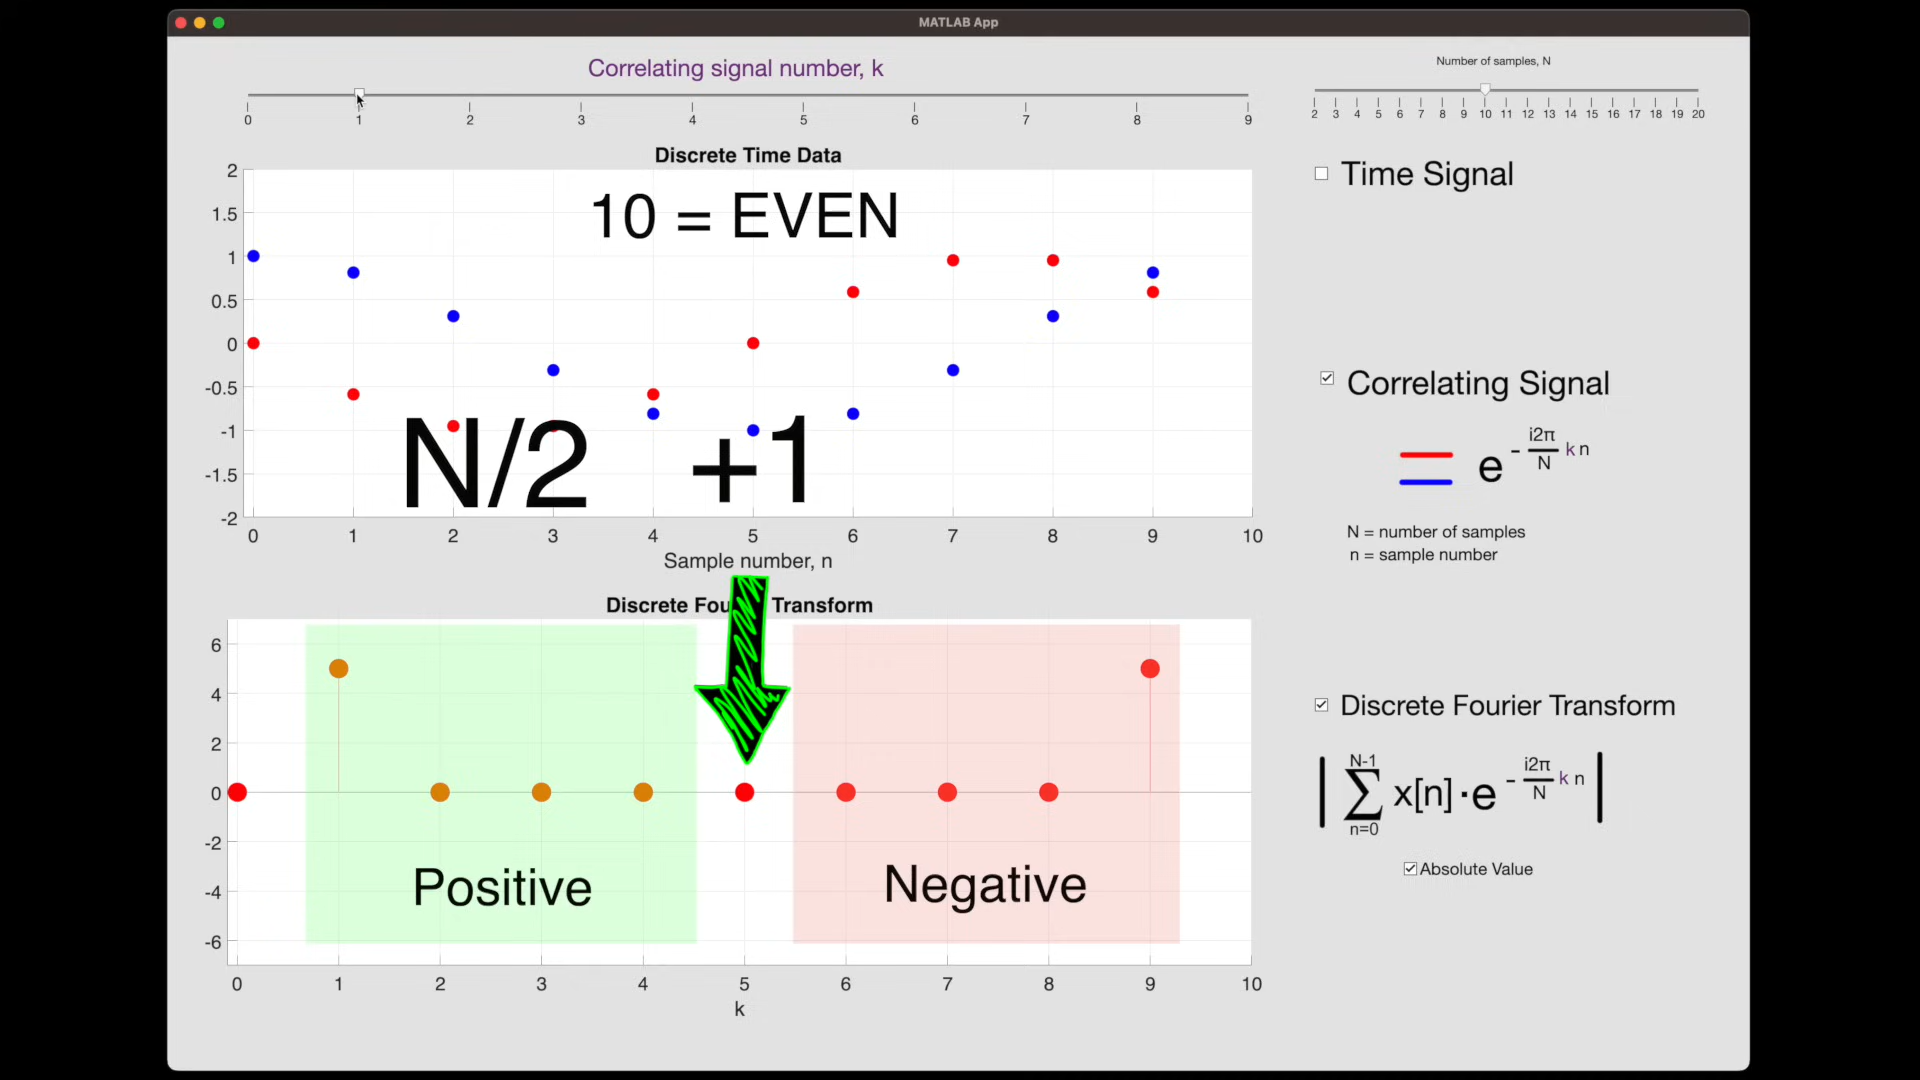 MATLAB App
Correlating signal number, k
0 1 2 3 4 5 6 7 8 9
Number of samples, N
2 3 4 5 6 7 8 9 10 11 12 13 14 15 16 17 18 19 20
Discrete Time Data
10 = EVEN
N/2 +1
2
1.5
1
0.5
0
-0.5
-1
-1.5
-2
0 1 2 3 4 5 6 7 8 9 10
Sample number, n
Time Signal
Correlating Signal
e - i2π/N k n
N = number of samples
n = sample number
Discrete Fou Transform
6
4
2
0
-2
-4
-6
Positive
Negative
0 1 2 3 4 5 6 7 8 9 10
k
Discrete Fourier Transform
| N-1 Σ n=0 x[n] · e - i2π/N k n |
Absolute Value